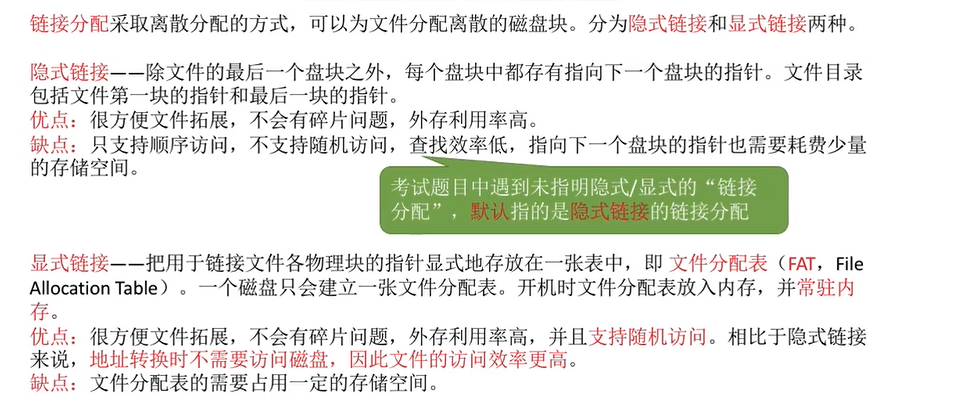 链接分配采取离散分配的方式，可以为文件分配离散的磁盘块。分为隐式链接和显式链接两种。
隐式链接——除文件的最后一个盘块之外，每个盘块中都存有指向下一个盘块的指针。文件目录
包括文件第一块的指针和最后一块的指针。
优点：很方便文件拓展，不会有碎片问题，外存利用率高。
缺点：只支持顺序访问，不支持随机访问，查找效率低，指向下一个盘块的指针也需要耗费少量
的存储空间。
考试题目中遇到未指明隐式/显式的“链接
分配”，默认指的是隐式链接的链接分配
显式链接——把用于链接文件各物理块的指针显式地存放在一张表中，即 文件分配表（FAT，File
Allocation Table）。一个磁盘只会建立一张文件分配表。开机时文件分配表放入内存，并常驻内
存。
优点：很方便文件拓展，不会有碎片问题，外存利用率高，并且支持随机访问。相比于隐式链接
来说，地址转换时不需要访问磁盘，因此文件的访问效率更高。
缺点：文件分配表的需要占用一定的存储空间。